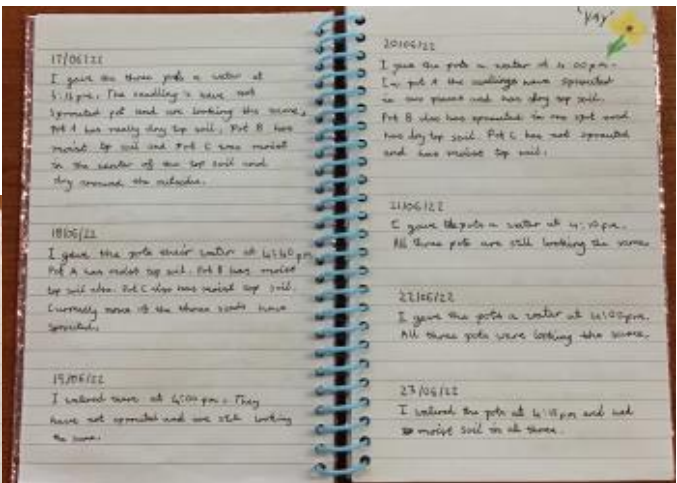 17/06/22
I gave the three pots a water at
5:15pm. The seedling's have not
sprouted yet and are looking the same,
Pot A has really dry top soil, Pot B has
moist top soil and Pot C was moist
in the center of the top soil and
dry around the outside.
18/06/22
I gave the pots their water at 4:40pm
Pot A has moist top soil. Pot B has moist
top soil also. Pot C also has moist top soil.
Currently none of the three seeds have
sprouted.
19/06/22
I watered them at 4:00 pm. They
have not sprouted and are still looking
the same.
"YAY"
20/06/22
I gave the pots a water at 4:00pm.
In pot A the seedlings have sprouted
in two places and has dry top soil.
Pot B also has sprouted in one spot and
has dry top soil. Pot C has not sprouted
and has moist top soil.
21/06/22
I gave the pots a water at 4:10pm.
All three pots are still looking the same.
22/06/22
I gave the pots a water at 4:00pm.
All three pots were looking the same.
23/06/22
I watered the pots at 4:15pm and had
moist soil in all three.